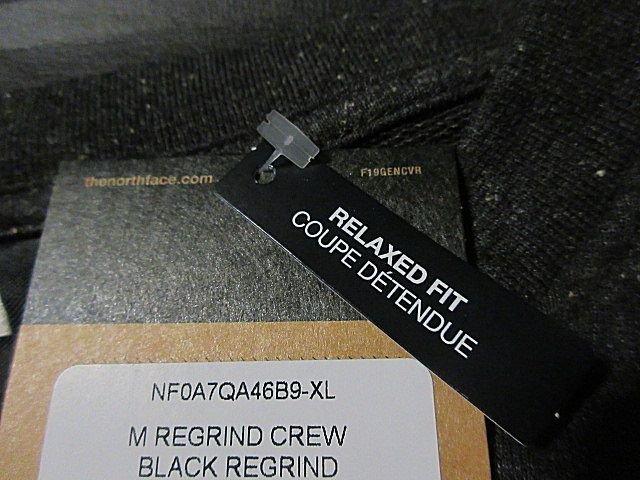 thenorthface.com
F19GENCVR
RELAXED FIT
COUPE DÉTENDUE
NF0A7QA46B9-XL
M REGRIND CREW
BLACK REGRIND